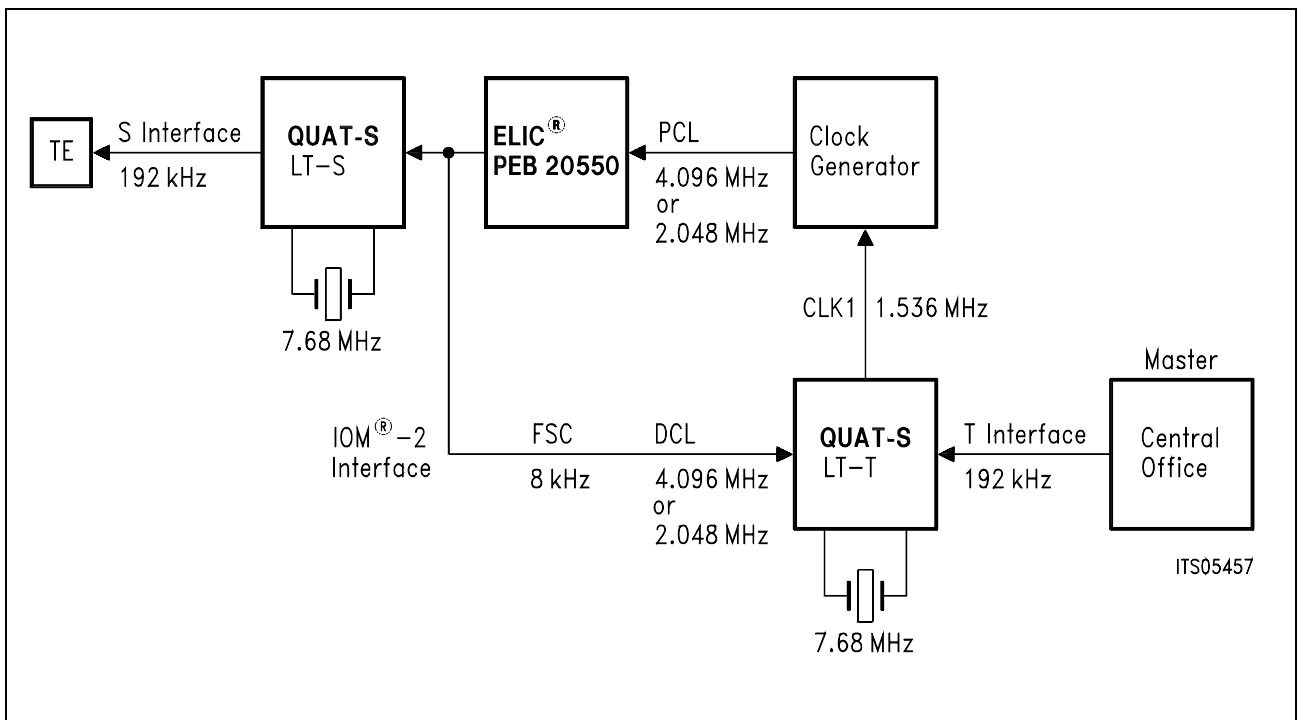 TE
S Interface
192 kHz
QUAT-S
LT-S
7.68 MHz
ELIC®
PEB 20550
PCL
4.096 MHz
or
2.048 MHz
Clock
Generator
CLK1 1.536 MHz
IOM®-2
Interface
FSC
8 kHz
DCL
4.096 MHz
or
2.048 MHz
QUAT-S
LT-T
7.68 MHz
T Interface
192 kHz
Master
Central
Office
ITS05457